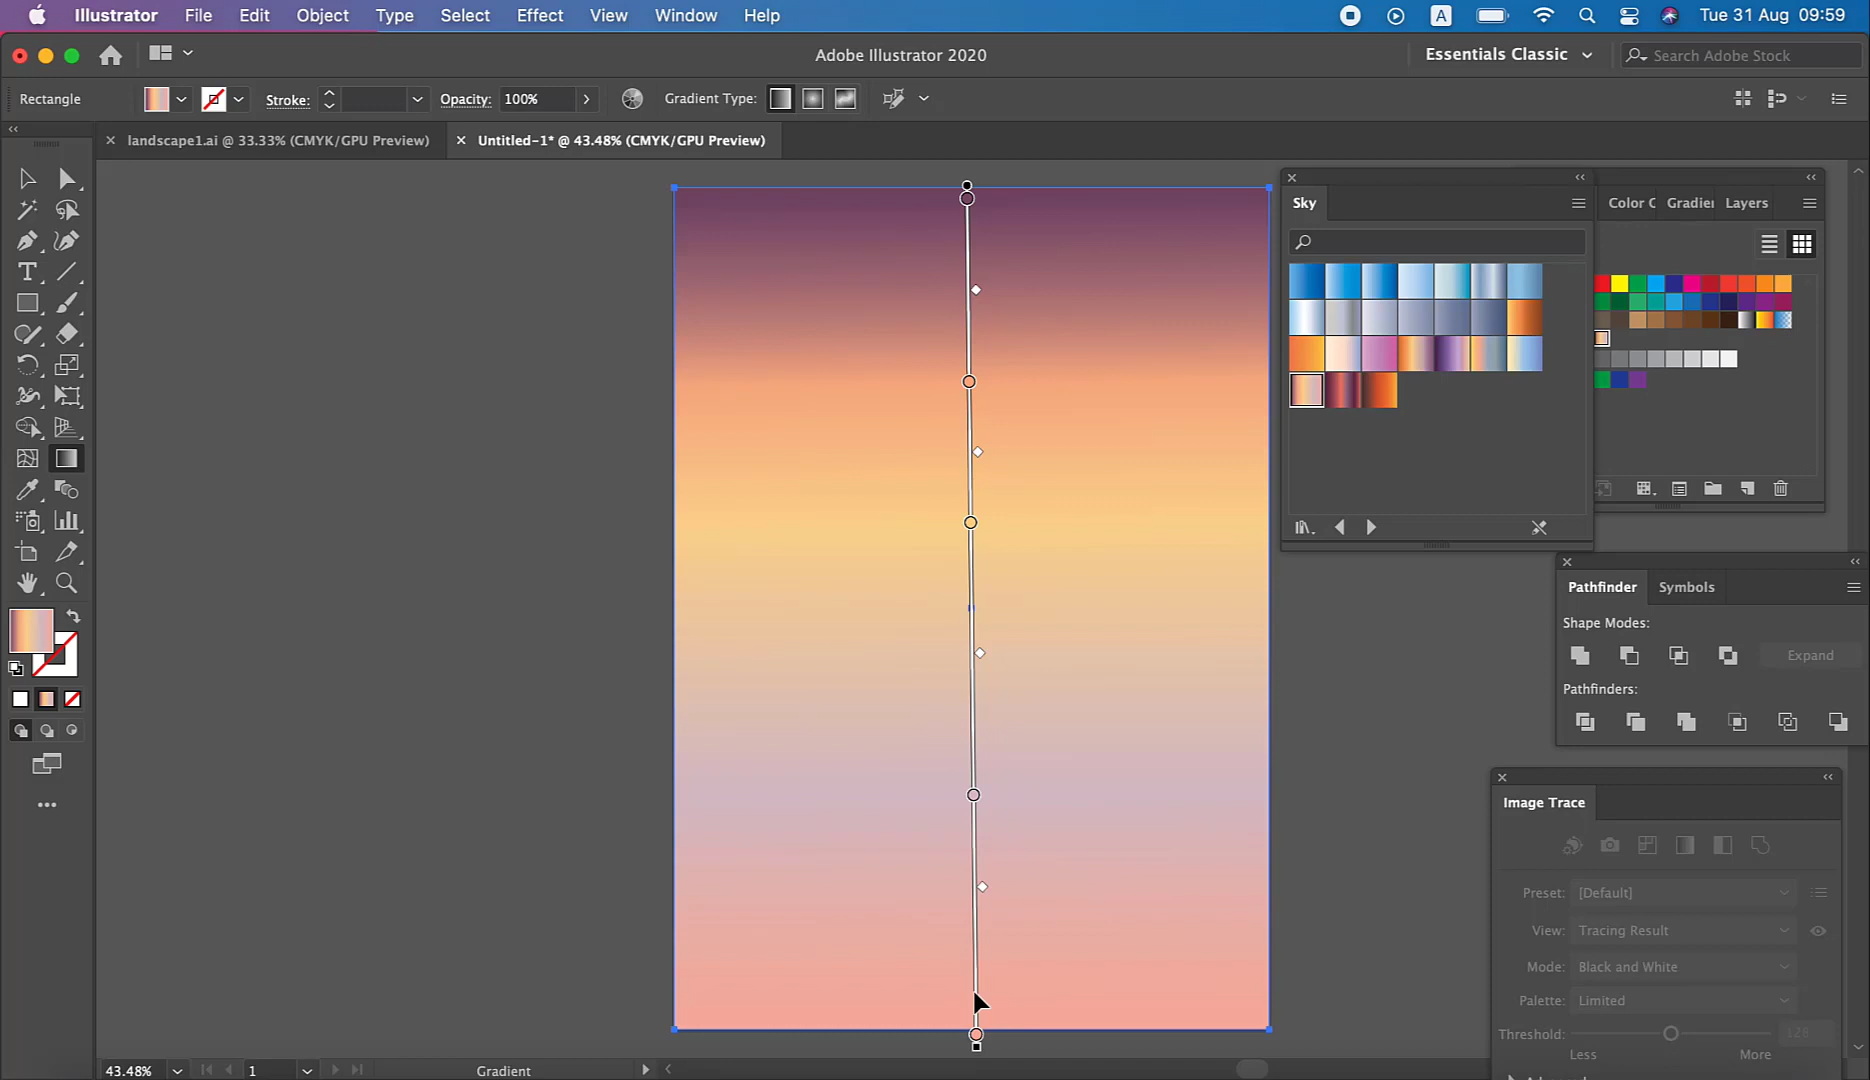 Illustrator File Edit Object Type Select Effect View Window Help A Tue 31 Aug 09:59
Adobe Illustrator 2020 Essentials Classic Search Adobe Stock
Rectangle Stroke: Opacity: 100% Gradient Type:
landscape1.ai @ 33.33% (CMYK/GPU Preview) Untitled-1* @ 43.48% (CMYK/GPU Preview)
Sky Color G Gradier Layers
Pathfinder Symbols
Shape Modes:
Expand
Pathfinders:
Image Trace
Preset: [Default]
View: Tracing Result
Mode: Black and White
Palette: Limited
Threshold: 128
Less More
43.48% 1 Gradient